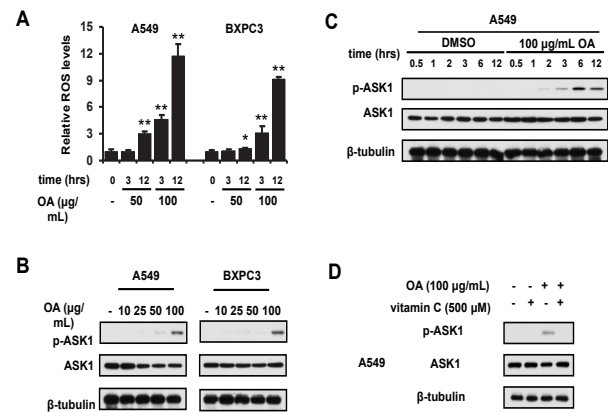 A
A549
BXPC3
Relative ROS levels
15
12
9
6
3
0
** ** ** * ** **
time (hrs) 0 3 12 3 12 0 3 12 3 12
OA (µg/mL) - 50 100 - 50 100
B
A549 BXPC3
OA (µg/mL) - 10 25 50 100 - 10 25 50 100
p-ASK1
ASK1
β-tubulin
C
A549
DMSO 100 µg/mL OA
time (hrs) 0.5 1 2 3 6 12 0.5 1 2 3 6 12
p-ASK1
ASK1
β-tubulin
D
OA (100 µg/mL) - - + +
vitamin C (500 µM) - + - +
p-ASK1
A549 ASK1
β-tubulin